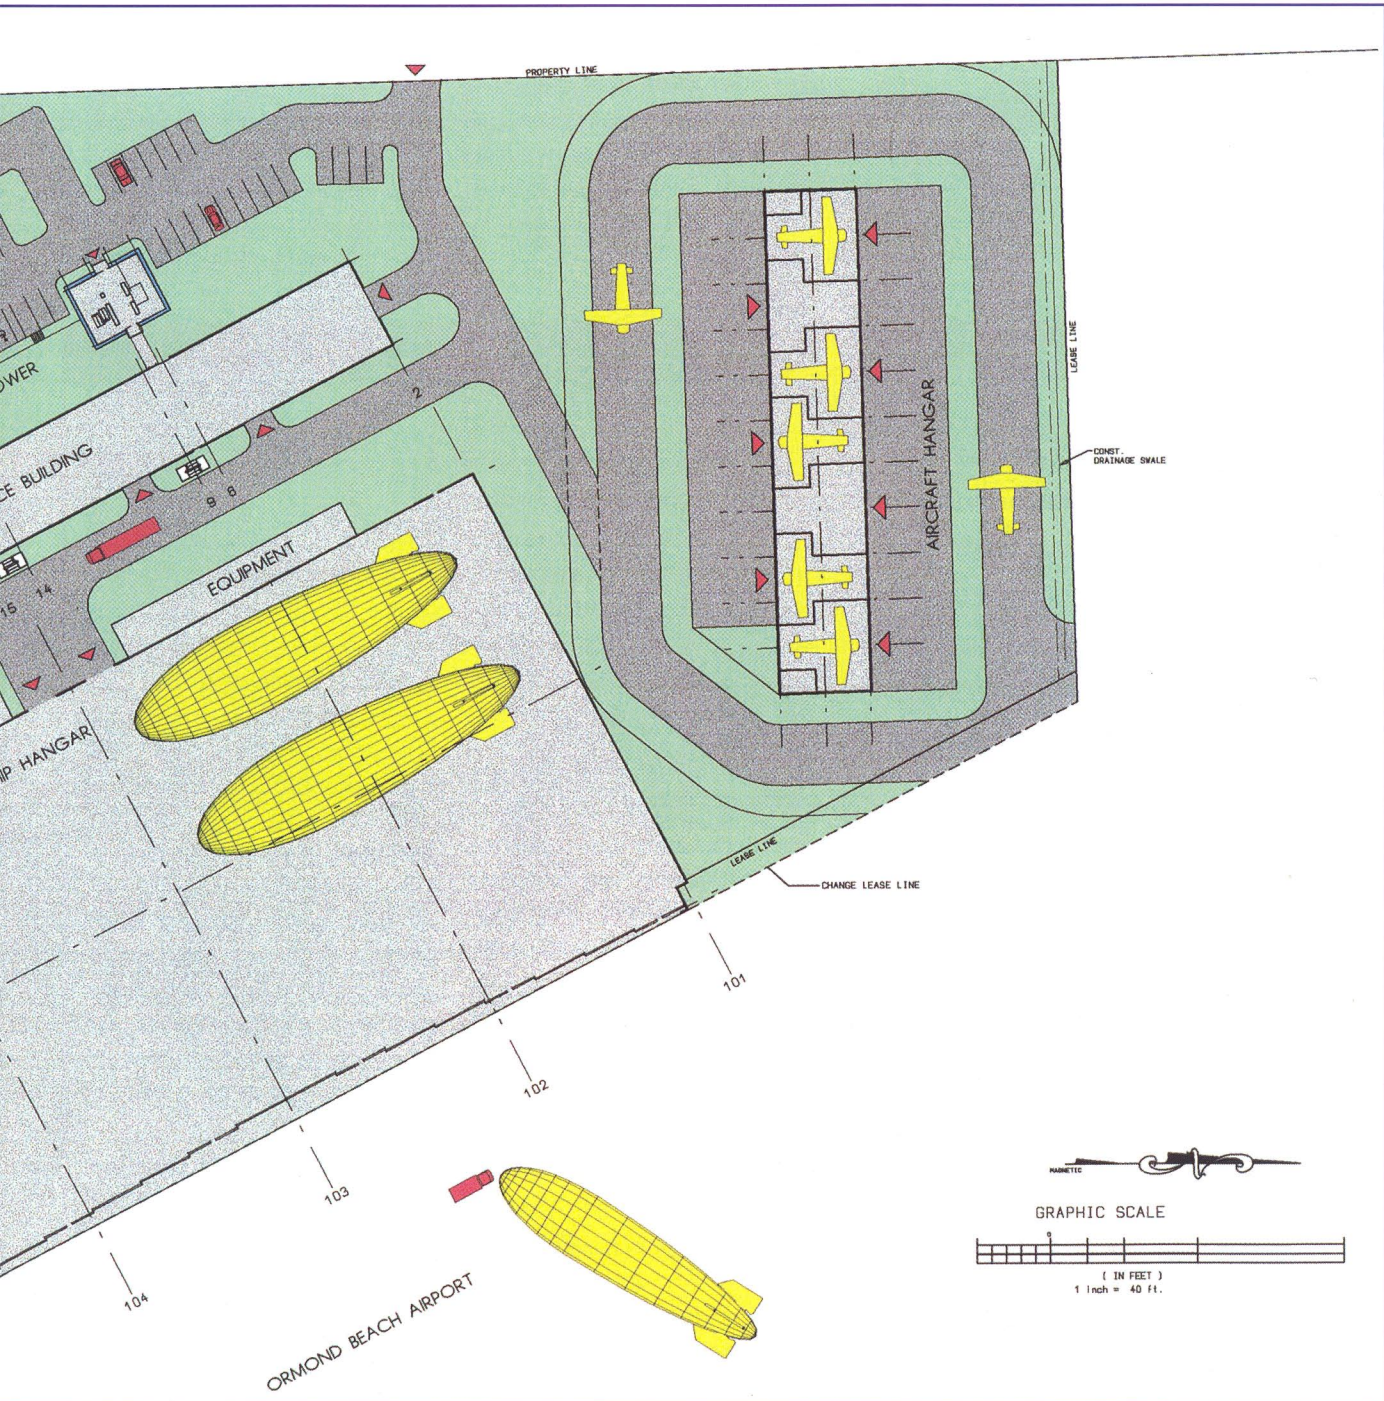 PROPERTY LINE
OWER
CE BUILDING
2
9 6
15 14
EQUIPMENT
IP HANGAR
AIRCRAFT HANGAR
LEASE LINE
CONST.
DRAINAGE SWALE
LEASE LINE
CHANGE LEASE LINE
101
102
103
104
ORMOND BEACH AIRPORT
MAGNETIC
GRAPHIC SCALE
0
( IN FEET )
1 inch = 40 ft.